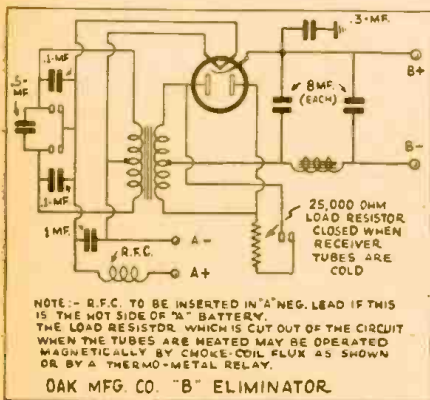 .3-MF.
.1-MF.
.5-
MF.
8MF.
(EACH)
B+
B-
.1-MF.
1 MF.
A-
R.F.C.
A+
25,000 OHM
LOAD RESISTOR
CLOSED WHEN
RECEIVER
TUBES ARE
COLD
NOTE:- R.F.C. TO BE INSERTED IN "A" NEG. LEAD IF THIS
IS THE HOT SIDE OF "A" BATTERY.
THE LOAD RESISTOR WHICH IS CUT OUT OF THE CIRCUIT
WHEN THE TUBES ARE HEATED MAY BE OPERATED
MAGNETICALLY BY CHOKE-COIL FLUX AS SHOWN
OR BY A THERMO-METAL RELAY.
OAK MFG. CO. "B" ELIMINATOR